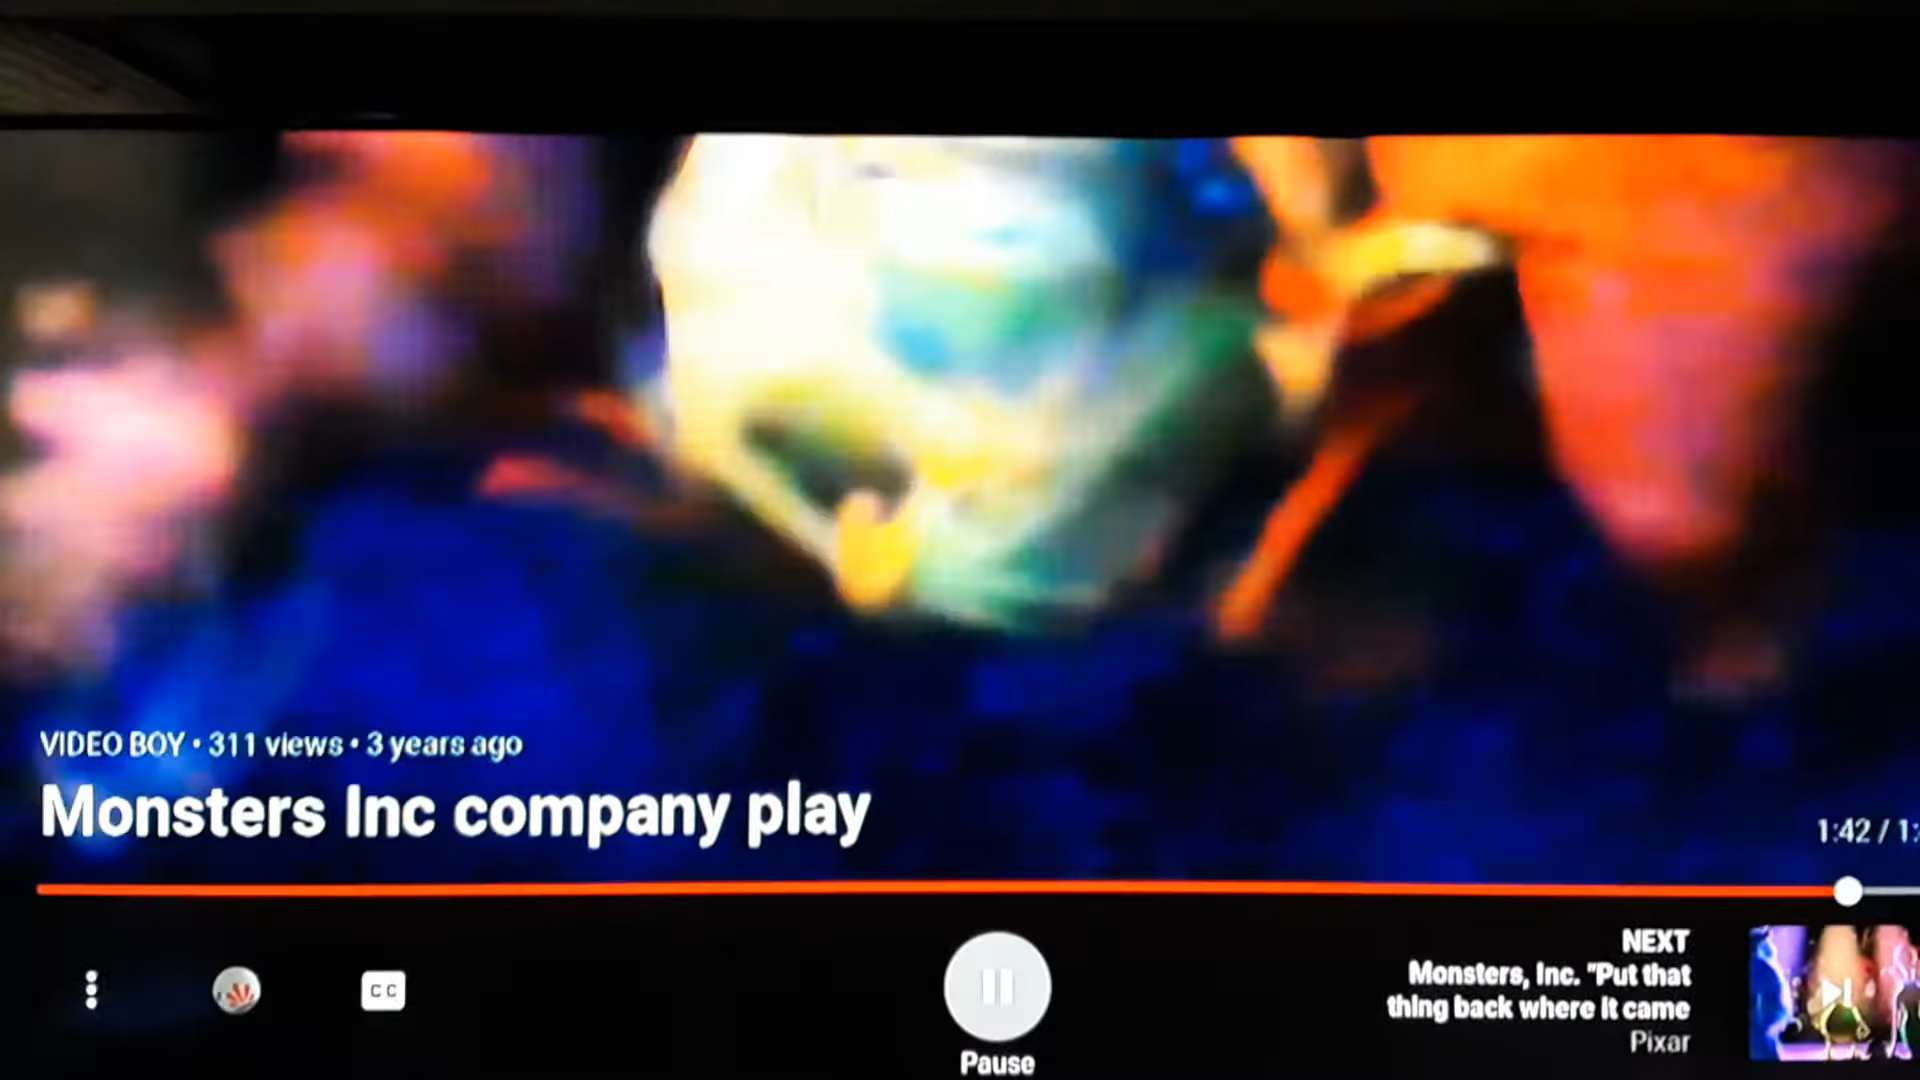 VIDEO BOY • 311 views • 3 years ago
Monsters Inc company play
1:42 / 1:
CC
Pause
NEXT
Monsters, Inc. "Put that
thing back where it came
Pixar